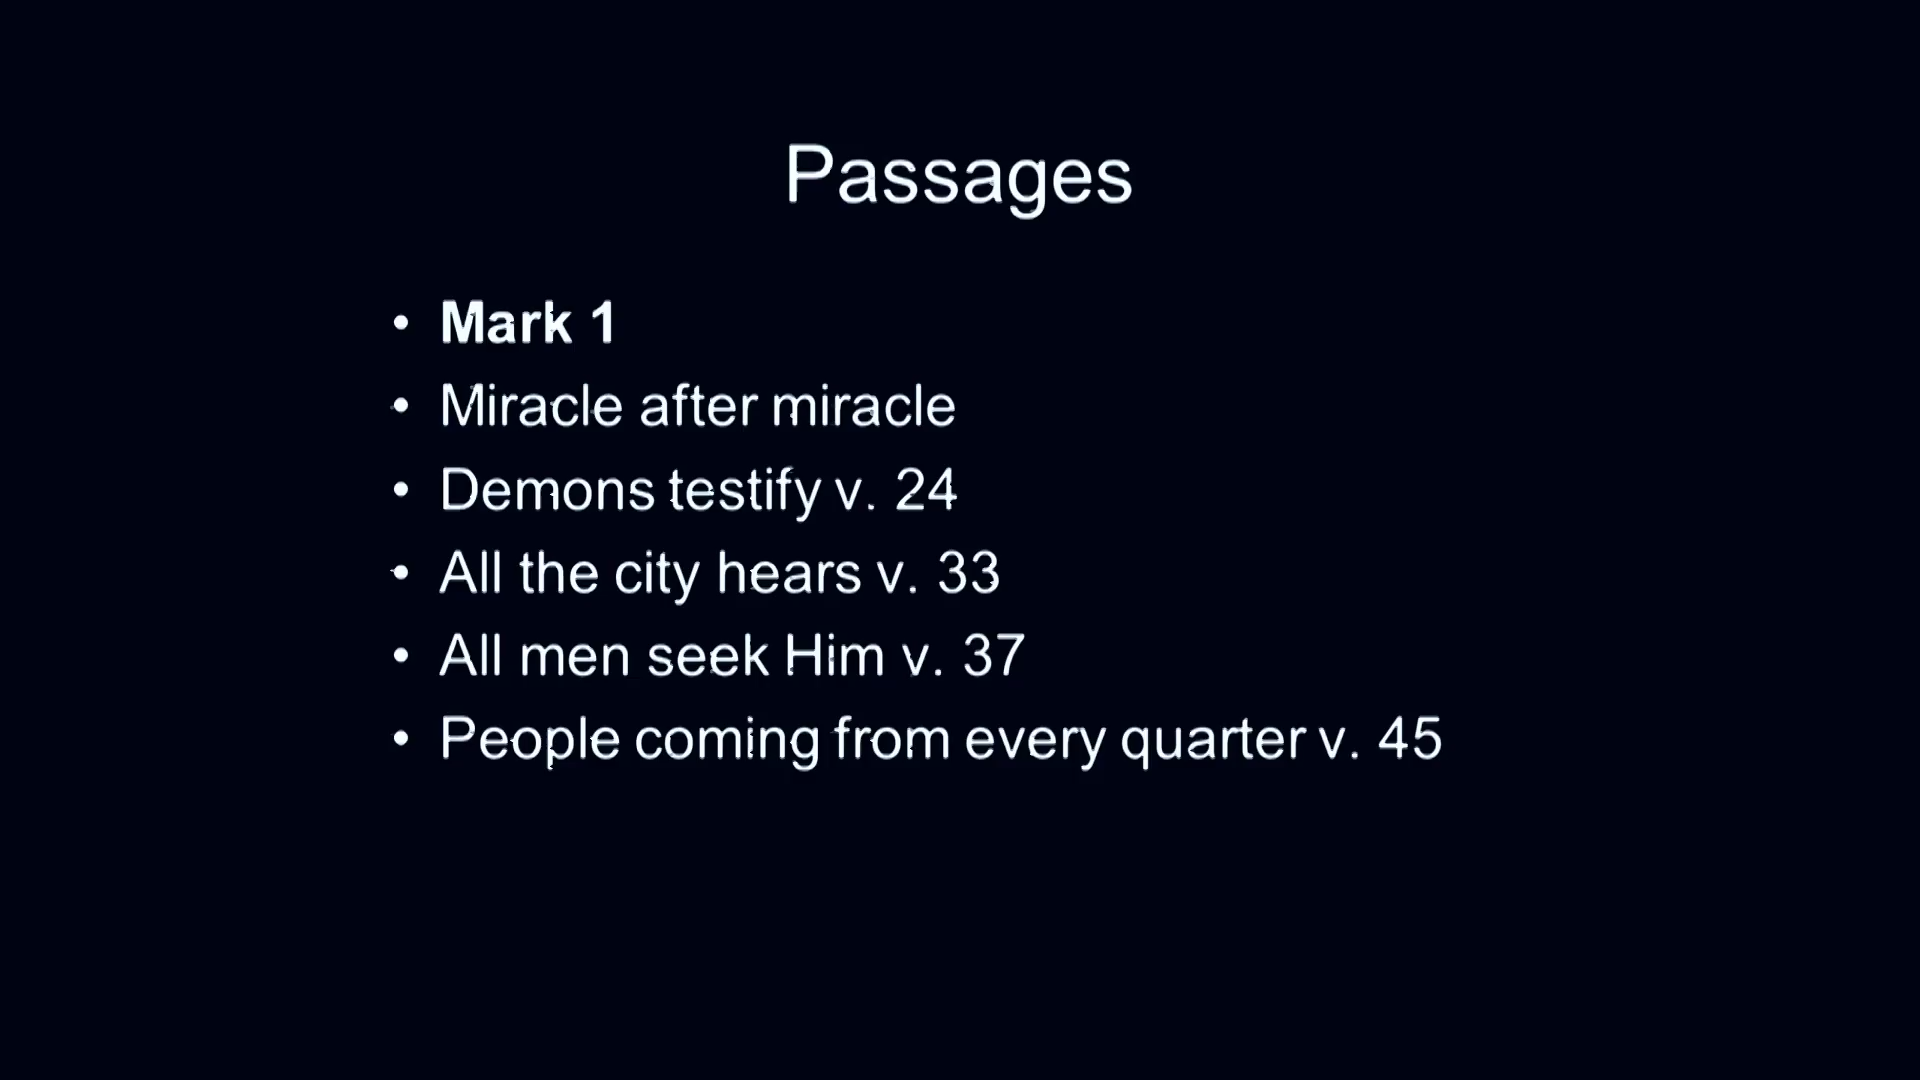 Passages
• Mark 1
• Miracle after miracle
• Demons testify v. 24
• All the city hears v. 33
• All men seek Him v. 37
• People coming from every quarter v. 45